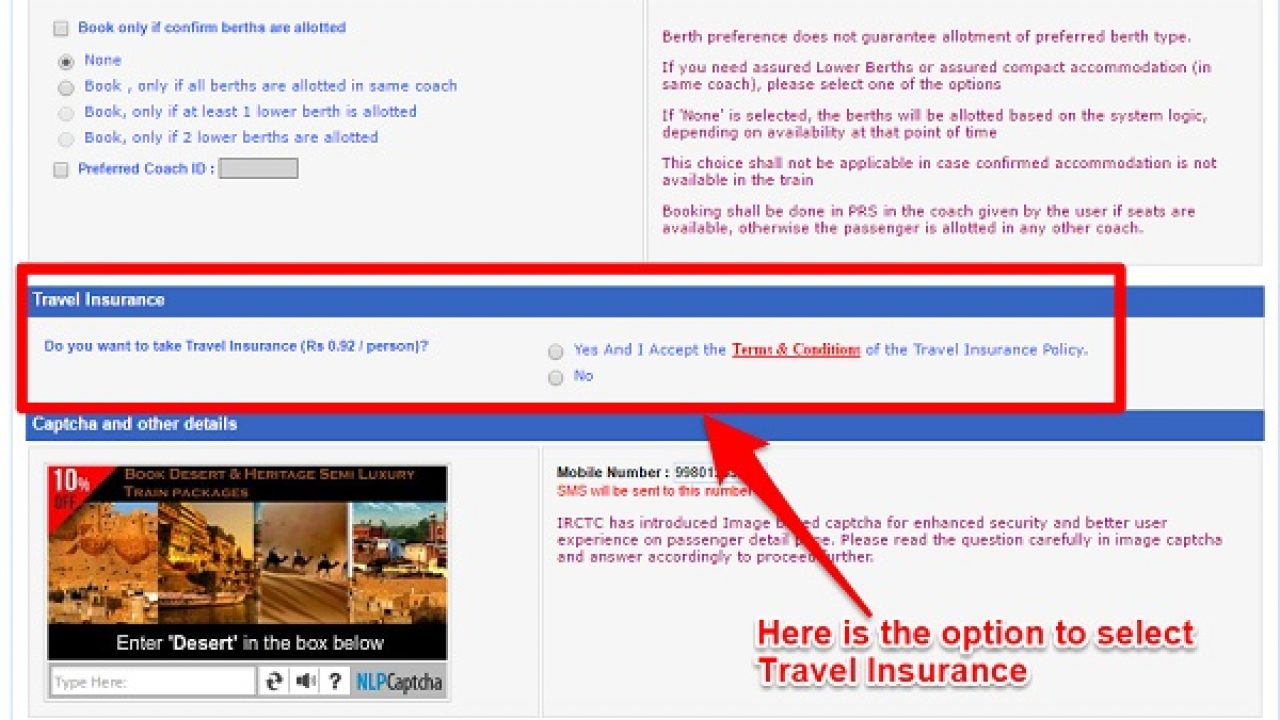 Book only if confirm berths are allotted
None
Book , only if all berths are allotted in same coach
Book, only if at least 1 lower berth is allotted
Book, only if 2 lower berths are allotted
Preferred Coach ID :
Berth preference does not guarantee allotment of preferred berth type.
If you need assured Lower Berths or assured compact accommodation (in
same coach), please select one of the options
If 'None' is selected, the berths will be allotted based on the system logic,
depending on availability at that point of time
This choice shall not be applicable in case confirmed accommodation is not
available in the train
Booking shall be done in PRS in the coach given by the user if seats are
available, otherwise the passenger is allotted in any other coach.
Travel Insurance
Do you want to take Travel Insurance (Rs 0.92 / person)?
Yes And I Accept the Terms & Conditions of the Travel Insurance Policy.
No
Captcha and other details
10% OFF
Book Desert & Heritage Semi Luxury
Train packages
Enter 'Desert' in the box below
Type Here:
?
NLPCaptcha
Mobile Number : 99801
SMS will be sent to this number
IRCTC has introduced Image captcha for enhanced security and better user
experience on passenger detail Please read the question carefully in image captcha
and answer accordingly to proceed further.
Here is the option to select
Travel Insurance